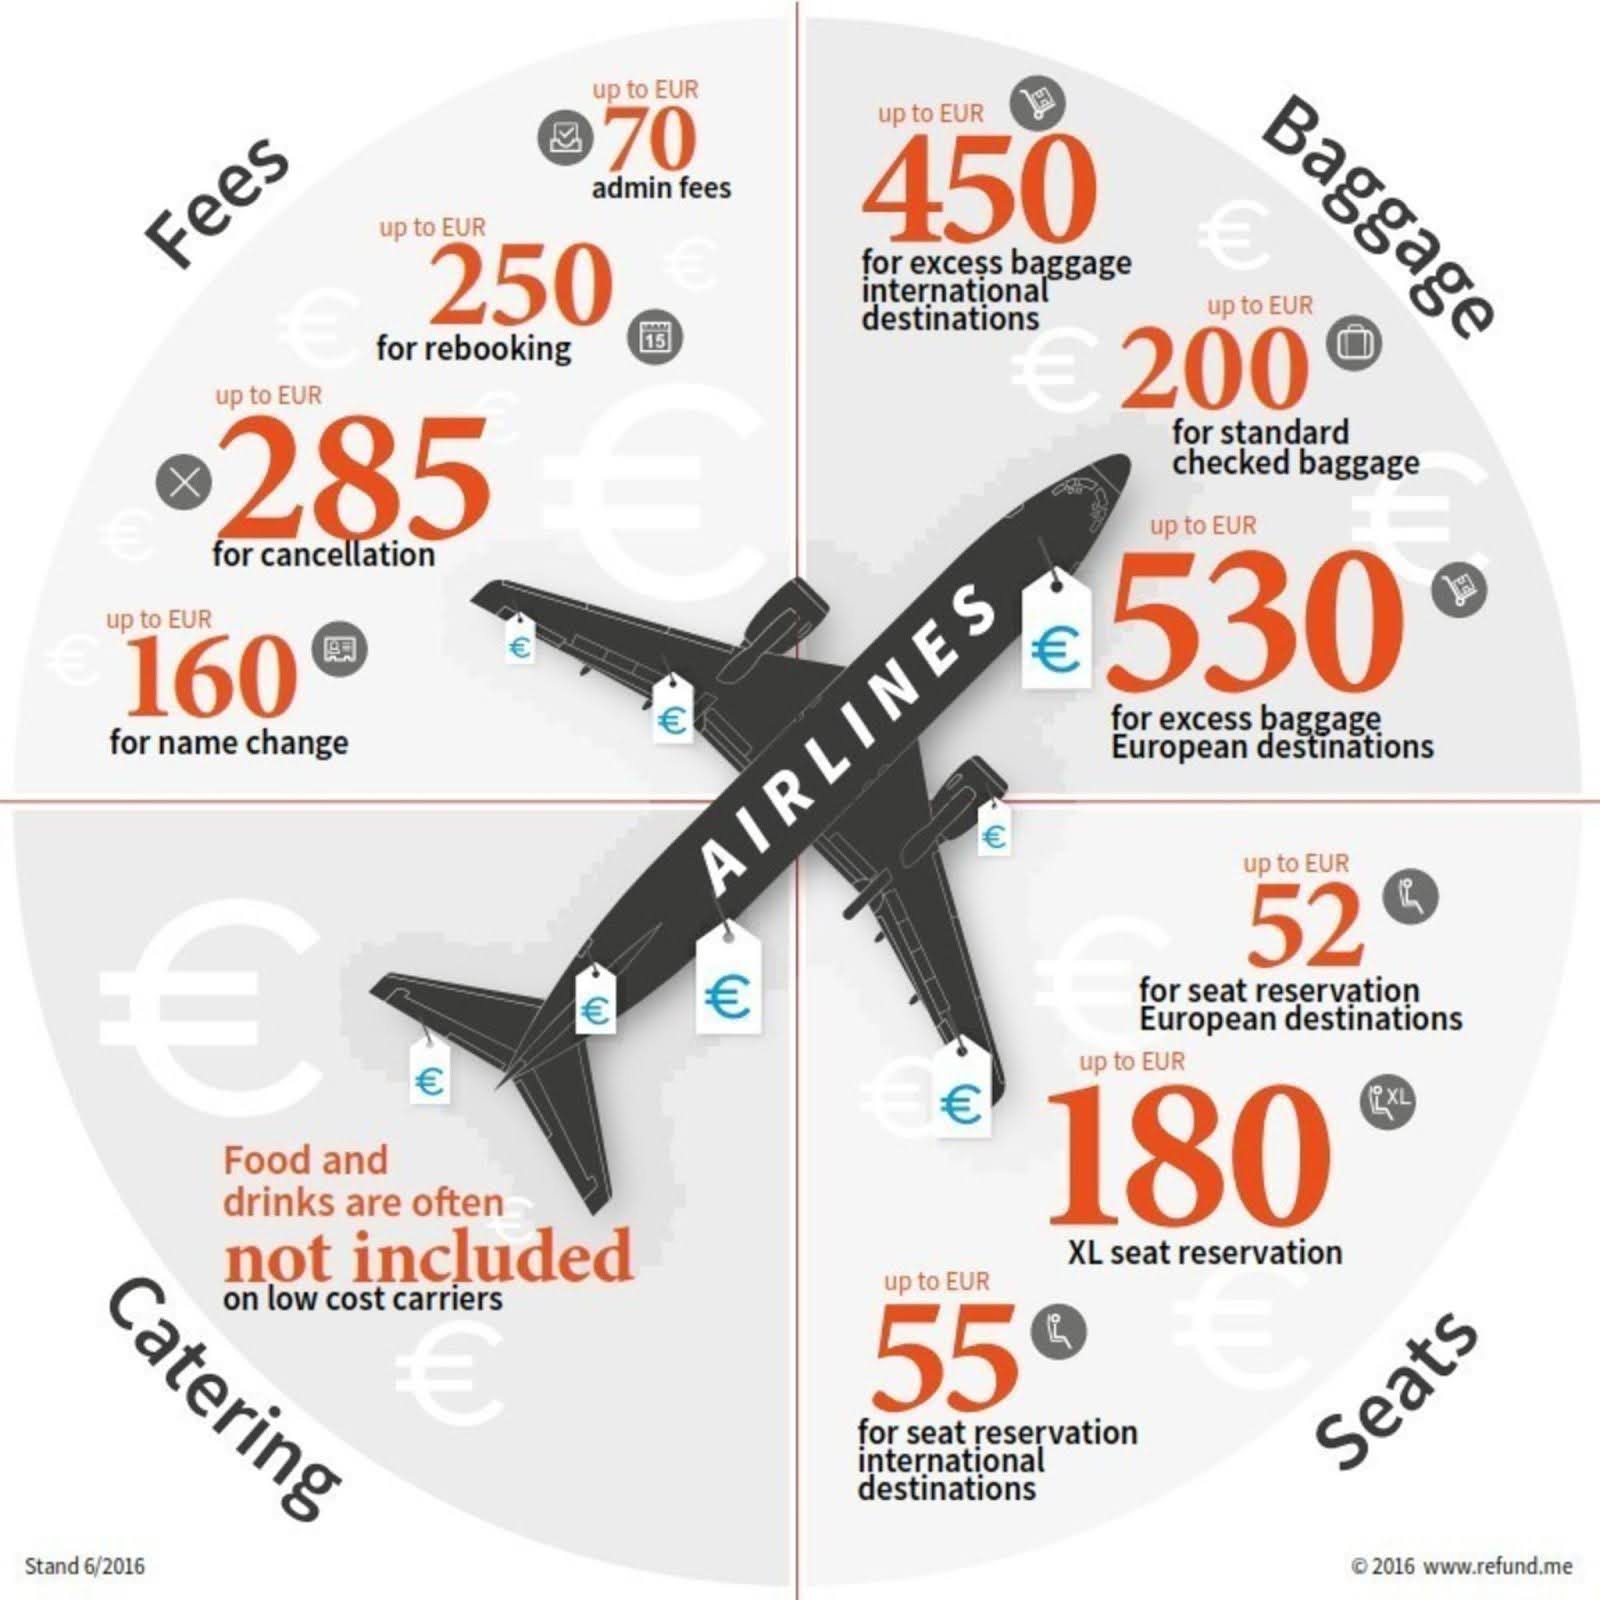 Fees
up to EUR
70
admin fees
up to EUR
250
for rebooking
15
up to EUR
285
for cancellation
up to EUR
160
for name change
Baggage
up to EUR
450
for excess baggage
international
destinations
up to EUR
200
for standard
checked baggage
up to EUR
530
for excess baggage
European destinations
AIRLINES
€
€
€
€
€
€
€
€
Catering
Food and
drinks are often
not included
on low cost carriers
Seats
up to EUR
52
for seat reservation
European destinations
up to EUR
180
XL
XL seat reservation
up to EUR
55
for seat reservation
international
destinations
Stand 6/2016
© 2016 www.refund.me